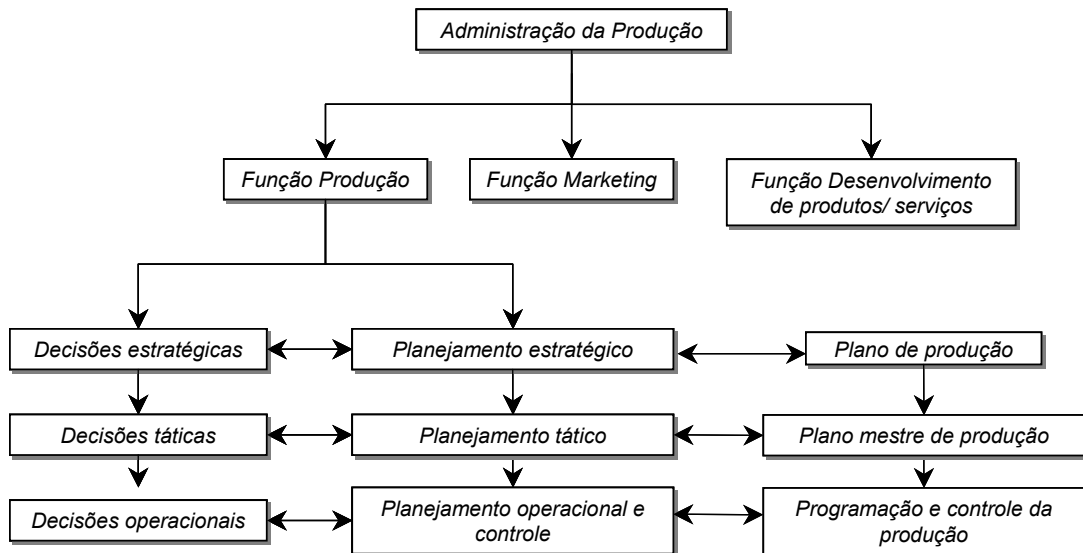 Administração da Produção
Função Produção
Função Marketing
Função Desenvolvimento
de produtos/ serviços
Decisões estratégicas
Planejamento estratégico
Plano de produção
Decisões táticas
Planejamento tático
Plano mestre de produção
Decisões operacionais
Planejamento operacional e
controle
Programação e controle da
produção